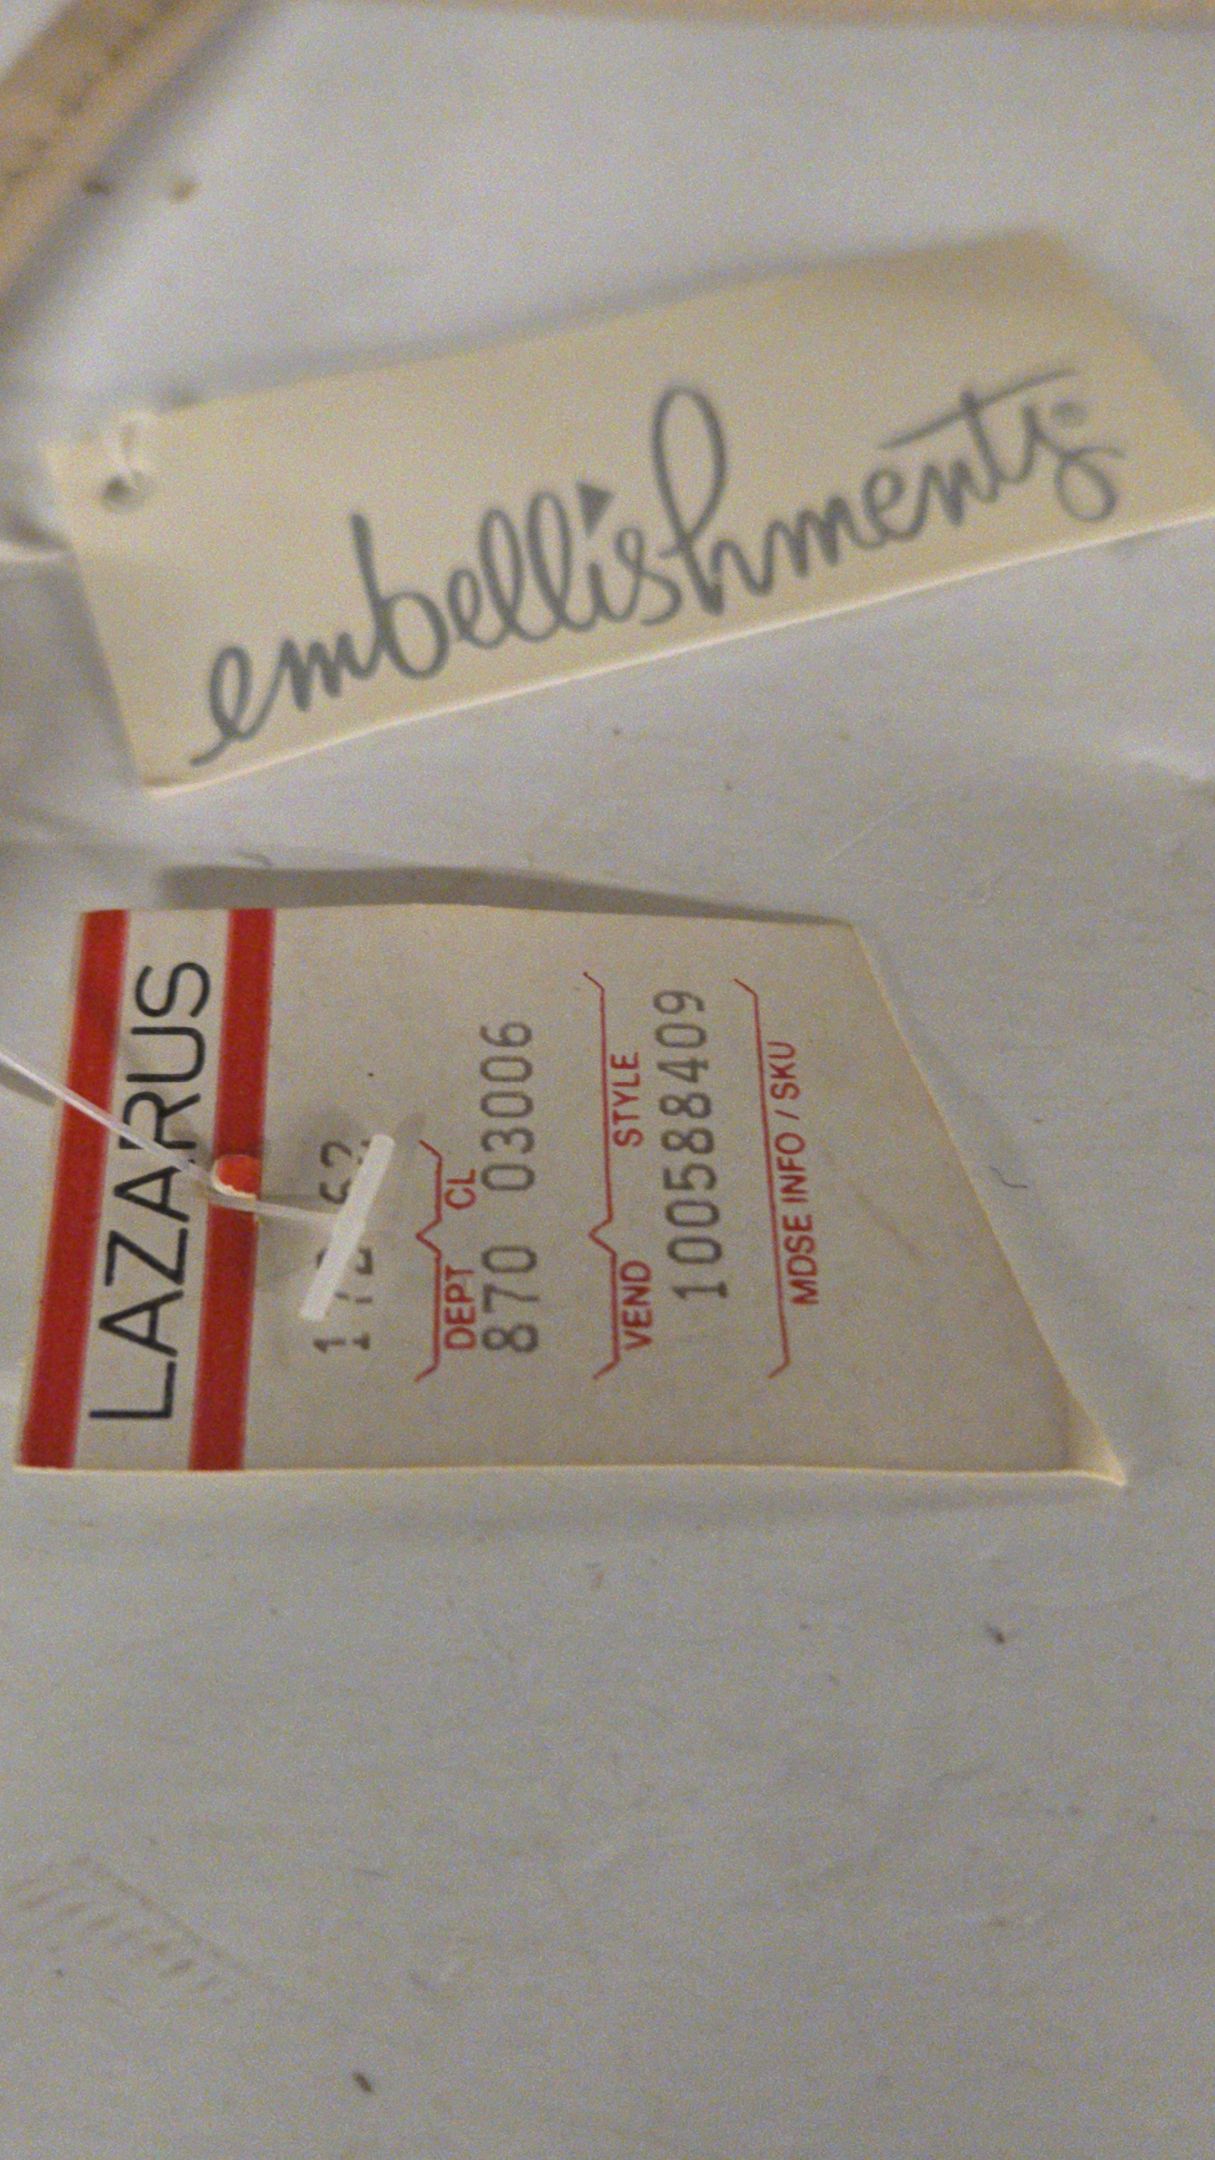 embellishments
LAZARUS
DEPT CL
870 03006
VEND STYLE
100588409
MDSE INFO / SKU